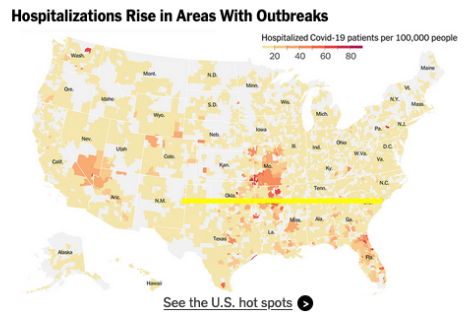 Hospitalizations Rise in Areas With Outbreaks
Hospitalized Covid-19 patients per 100,000 people
20 40 60 80
Wash.
Mont.
N.D.
Minn.
Maine
Ore.
Idaho
S.D.
Wis.
Vt.
Wyo.
Mich.
N.Y.
Mass.
Nev.
Neb.
Iowa
Pa.
N.J.
Utah
Colo.
Ill.
Ind.
Ohio
D.C.
Calif.
Kan.
Mo.
W.Va.
Va.
Ky.
Ariz.
N.M.
Okla.
Tenn.
N.C.
Texas
La.
Miss.
Ala.
Ga.
Fla.
Alaska
Hawaii
See the U.S. hot spots